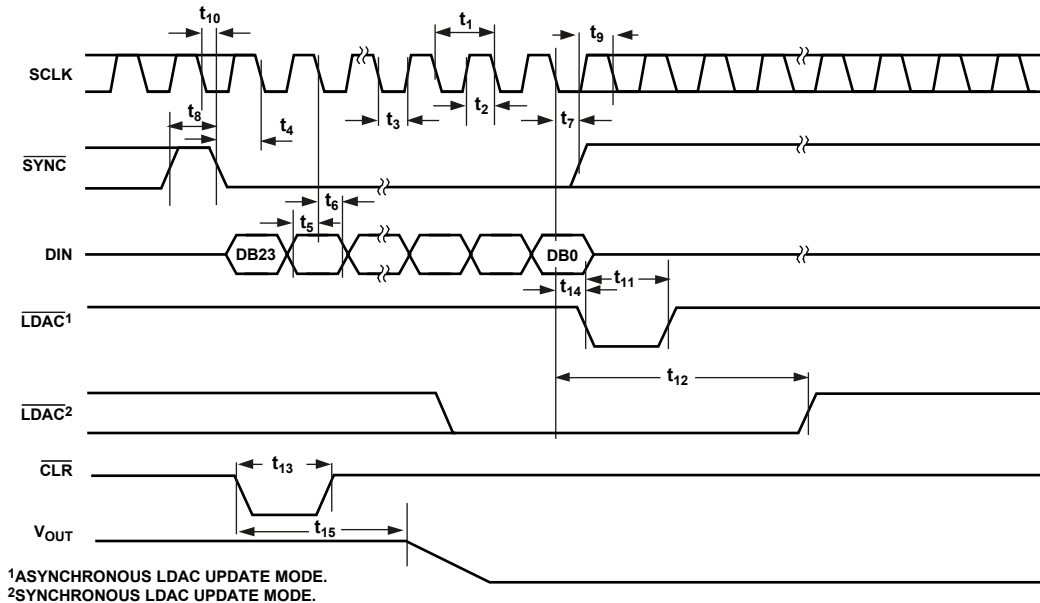 t10
t1
t9
SCLK
t8
t4
t3
t2
t7
SYNC
t6
t5
DIN
DB23
DB0
t14
t11
LDAC1
t12
LDAC2
CLR
t13
t15
VOUT
1ASYNCHRONOUS LDAC UPDATE MODE.
2SYNCHRONOUS LDAC UPDATE MODE.